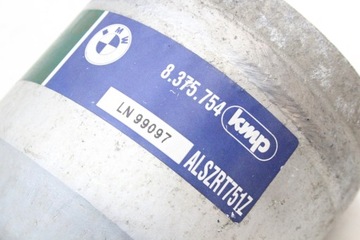 BMW
8.375.754
kmp
LN 99097
ALSZRT751Z